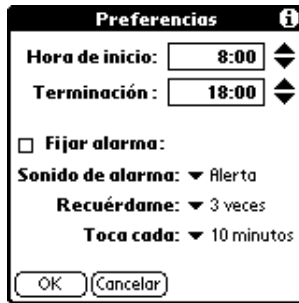 Preferencias
Hora de inicio: 8:00
Terminación : 18:00
Fijar alarma:
Sonido de alarma: Alerta
Recuérdame: 3 veces
Toca cada: 10 minutos
OK Cancelar